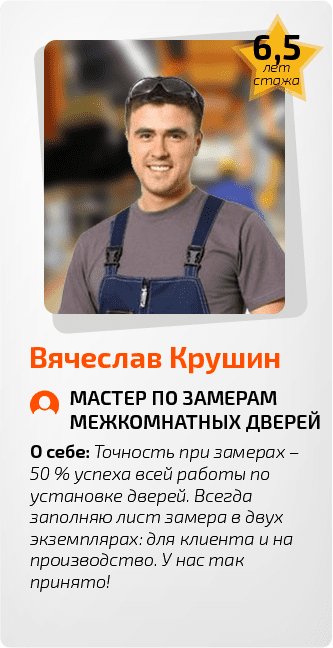 6,5
лет
стажа
Вячеслав Крушин
МАСТЕР ПО ЗАМЕРАМ
МЕЖКОМНАТНЫХ ДВЕРЕЙ
О себе: Точность при замерах –
50 % успеха всей работы по
установке дверей. Всегда
заполняю лист замера в двух
экземплярах: для клиента и на
производство. У нас так
принято!